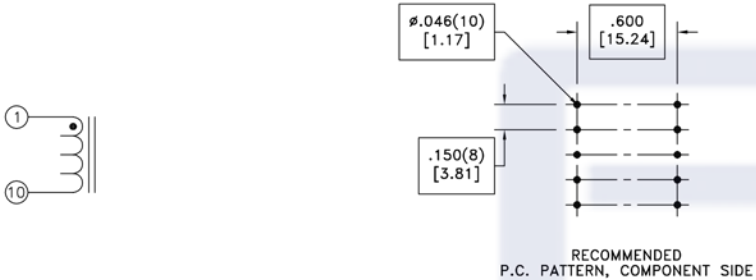 ø.046(10)
[1.17]
.600
[15.24]
1
10
.150(8)
[3.81]
RECOMMENDED
P.C. PATTERN, COMPONENT SIDE